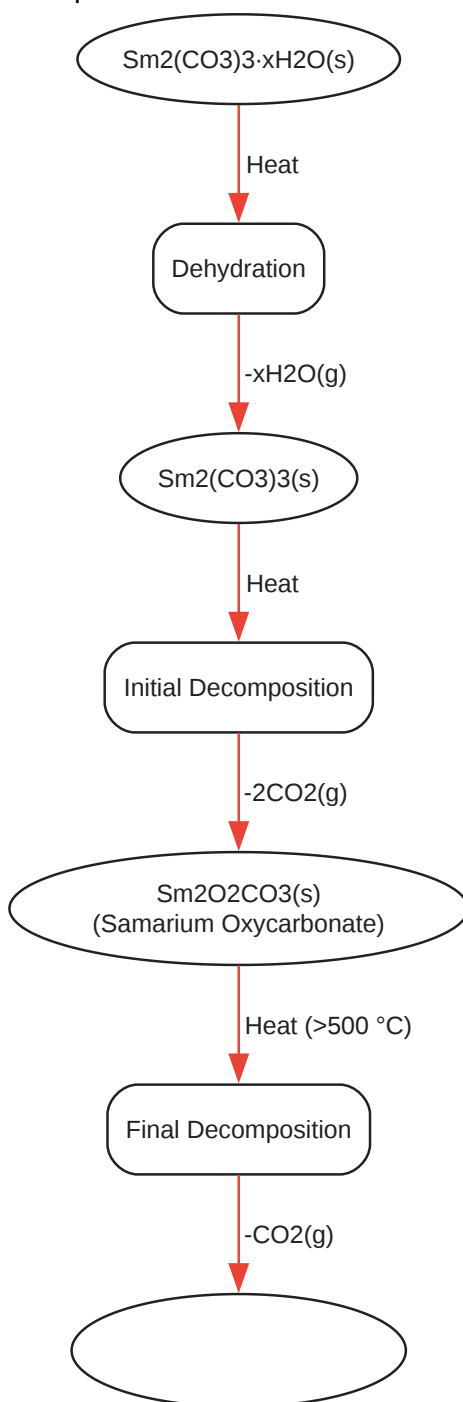 Sm2(CO3)3·xH2O(s)
Heat
Dehydration
-xH2O(g)
Sm2(CO3)3(s)
Heat
Initial Decomposition
-2CO2(g)
Sm2O2CO3(s)
(Samarium Oxycarbonate)
Heat (>500 °C)
Final Decomposition
-CO2(g)